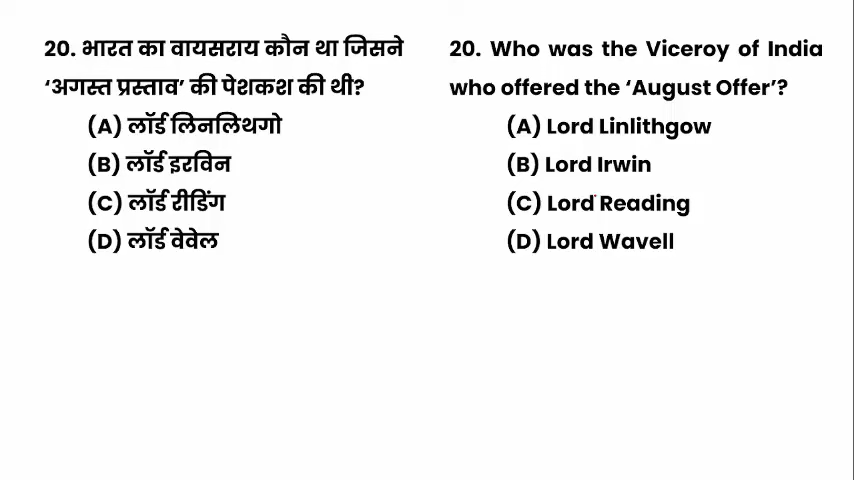 20. भारत का वायसराय कौन था जिसने
‘अगस्त प्रस्ताव’ की पेशकश की थी?
(A) लॉर्ड लिनलिथगो
(B) लॉर्ड इरविन
(C) लॉर्ड रीडिंग
(D) लॉर्ड वेवेल
20. Who was the Viceroy of India
who offered the ‘August Offer’?
(A) Lord Linlithgow
(B) Lord Irwin
(C) Lord Reading
(D) Lord Wavell